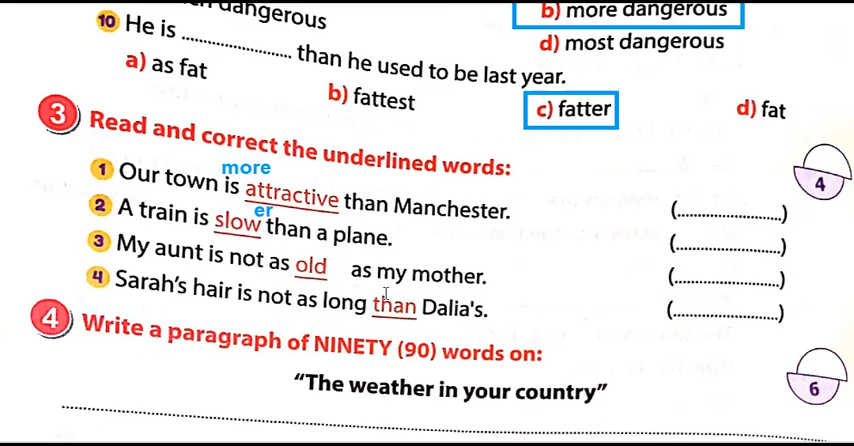 dangerous
b) more dangerous
10 He is ........................ than he used to be last year.
d) most dangerous
a) as fat
b) fattest
c) fatter
d) fat
3 Read and correct the underlined words:
4
more
1 Our town is attractive than Manchester. (........................)
er
2 A train is slow than a plane. (........................)
3 My aunt is not as old as my mother. (........................)
4 Sarah's hair is not as long than Dalia's. (........................)
4 Write a paragraph of NINETY (90) words on:
6
"The weather in your country"